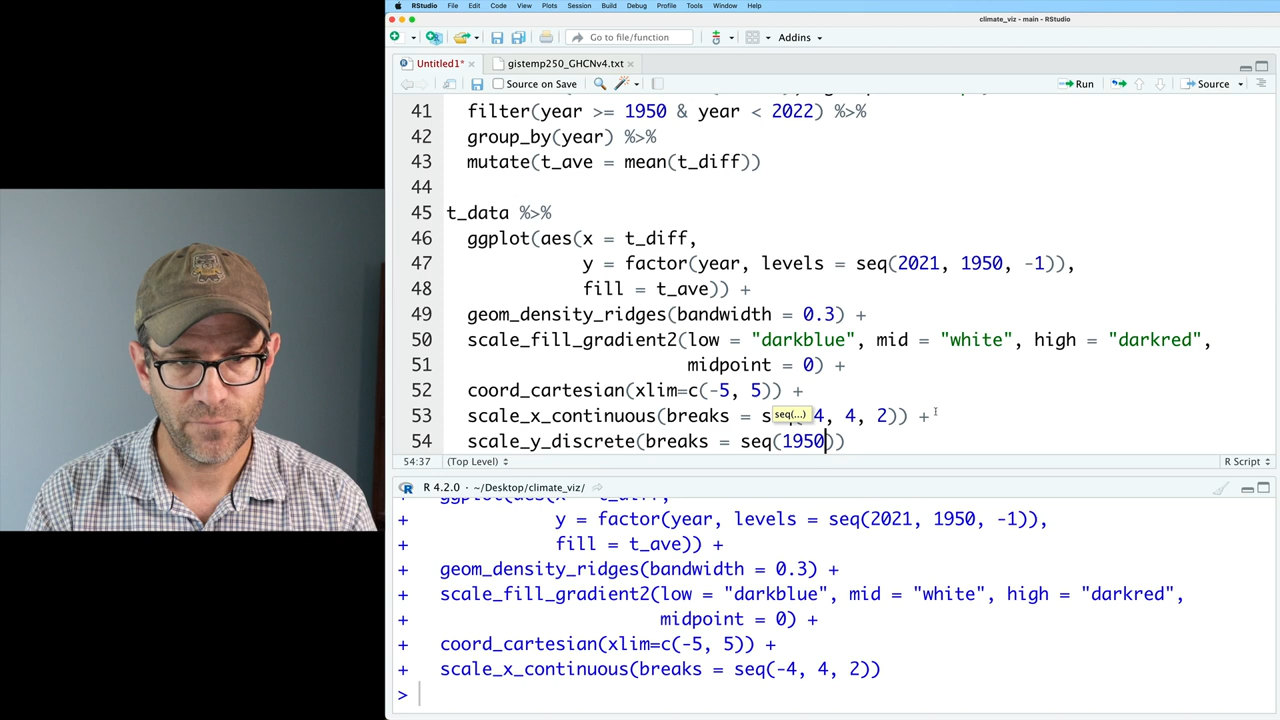 RStudio File Edit Code View Plots Session Build Debug Profile Tools Window Help
climate_viz - main - RStudio
Go to file/function Addins
Untitled1* gistemp250_GHCNv4.txt
Source on Save Run Source
41 filter(year >= 1950 & year < 2022) %>%
42 group_by(year) %>%
43 mutate(t_ave = mean(t_diff))
44
45 t_data %>%
46 ggplot(aes(x = t_diff,
47 y = factor(year, levels = seq(2021, 1950, -1)),
48 fill = t_ave)) +
49 geom_density_ridges(bandwidth = 0.3) +
50 scale_fill_gradient2(low = "darkblue", mid = "white", high = "darkred",
51 midpoint = 0) +
52 coord_cartesian(xlim=c(-5, 5)) +
seq(...)
53 scale_x_continuous(breaks = s 4, 4, 2)) +
54 scale_y_discrete(breaks = seq(1950))
54:37 (Top Level) R Script
R 4.2.0 · ~/Desktop/climate_viz/
+ ggplot(aes(x = t_diff,
+ y = factor(year, levels = seq(2021, 1950, -1)),
+ fill = t_ave)) +
+ geom_density_ridges(bandwidth = 0.3) +
+ scale_fill_gradient2(low = "darkblue", mid = "white", high = "darkred",
+ midpoint = 0) +
+ coord_cartesian(xlim=c(-5, 5)) +
+ scale_x_continuous(breaks = seq(-4, 4, 2))
>